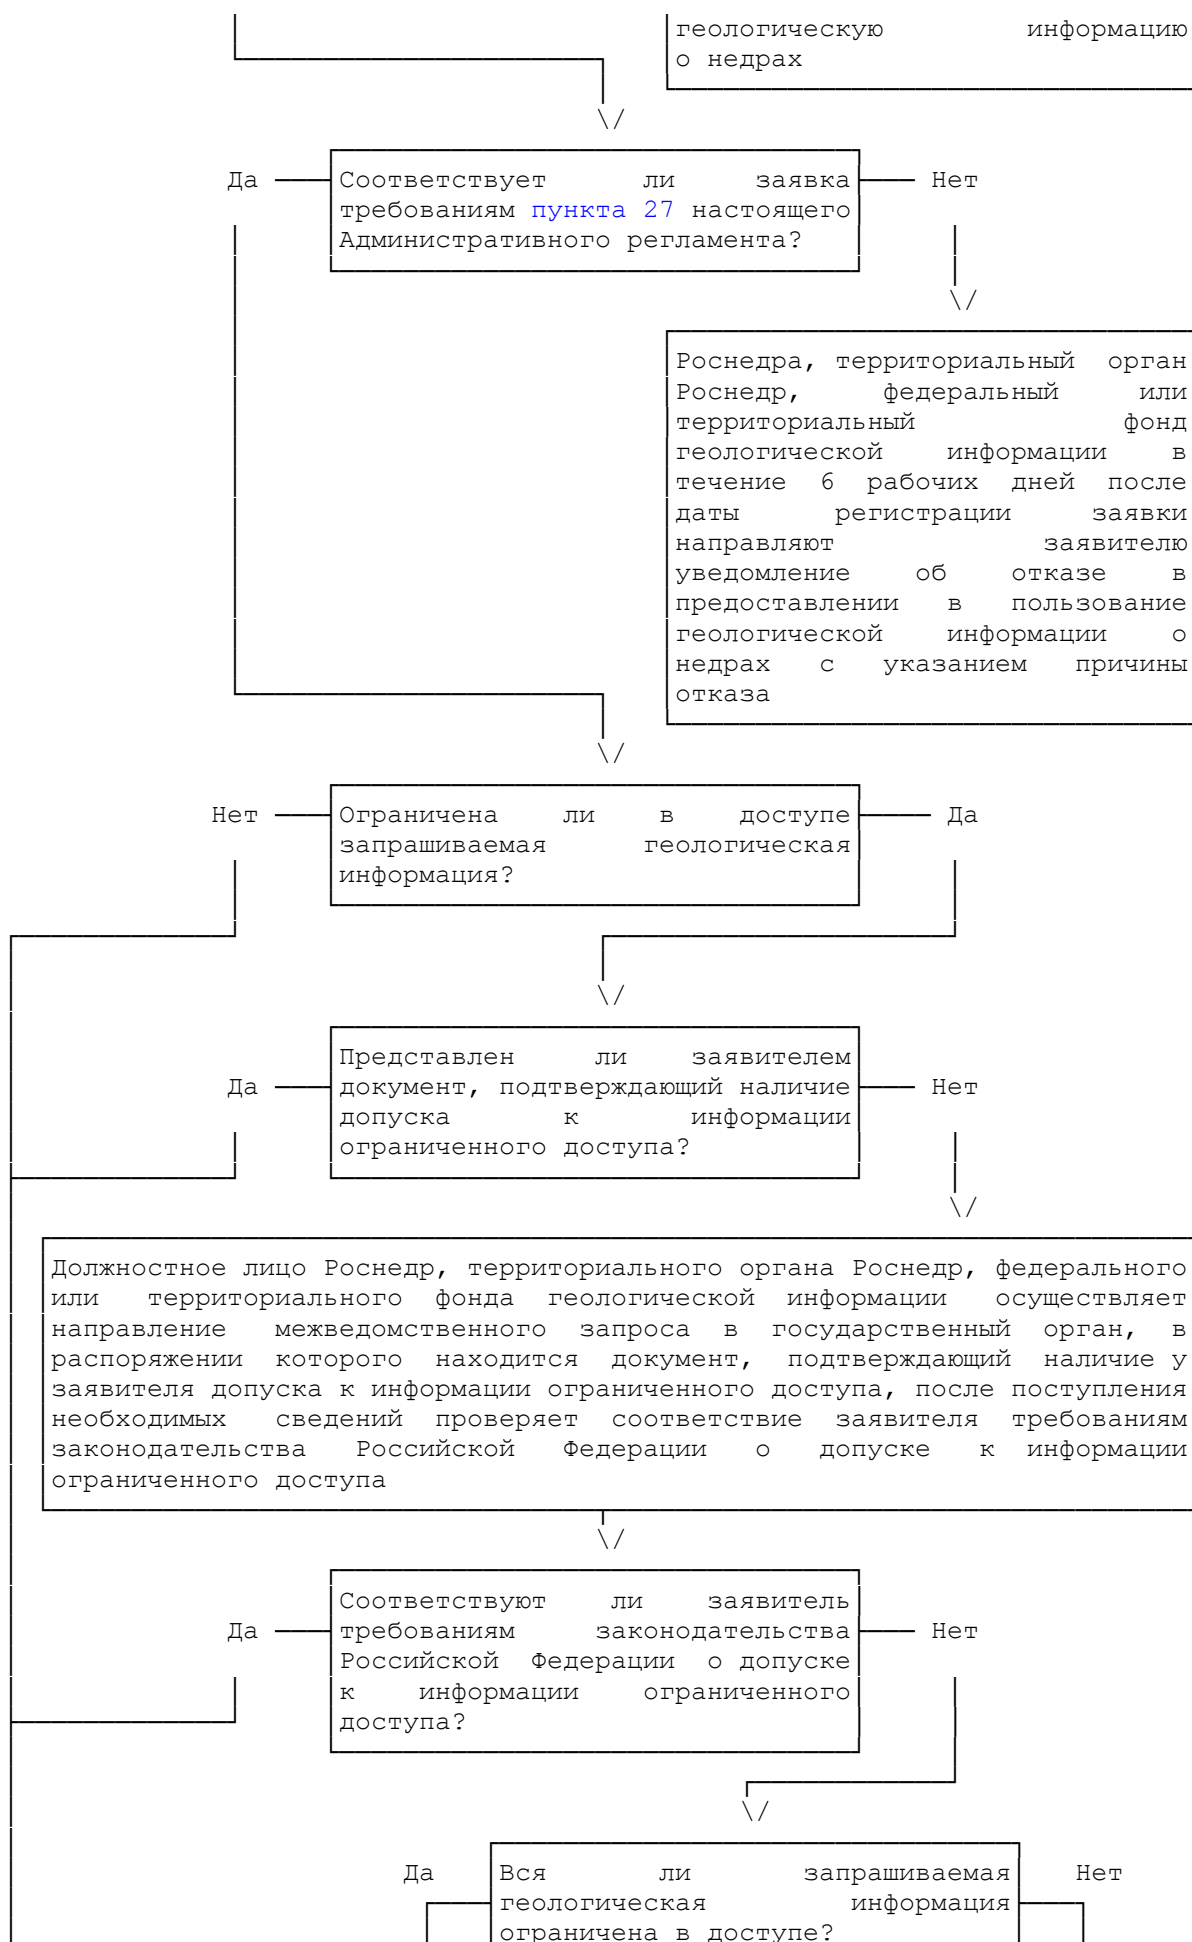 геологическую информацию
о недрах
\/
Да Соответствует ли заявка Нет
требованиям пункта 27 настоящего
Административного регламента?
\/
Роснедра, территориальный орган
Роснедр, федеральный или
территориальный фонд
геологической информации в
течение 6 рабочих дней после
даты регистрации заявки
направляют заявителю
уведомление об отказе в
предоставлении в пользование
геологической информации о
недрах с указанием причины
отказа
\/
Нет Ограничена ли в доступе Да
запрашиваемая геологическая
информация?
\/
Представлен ли заявителем
Да документ, подтверждающий наличие Нет
допуска к информации
ограниченного доступа?
\/
Должностное лицо Роснедр, территориального органа Роснедр, федерального
или территориального фонда геологической информации осуществляет
направление межведомственного запроса в государственный орган, в
распоряжении которого находится документ, подтверждающий наличие у
заявителя допуска к информации ограниченного доступа, после поступления
необходимых сведений проверяет соответствие заявителя требованиям
законодательства Российской Федерации о допуске к информации
ограниченного доступа
\/
Соответствуют ли заявитель
Да требованиям законодательства Нет
Российской Федерации о допуске
к информации ограниченного
доступа?
\/
Да Вся ли запрашиваемая Нет
геологическая информация
ограничена в доступе?